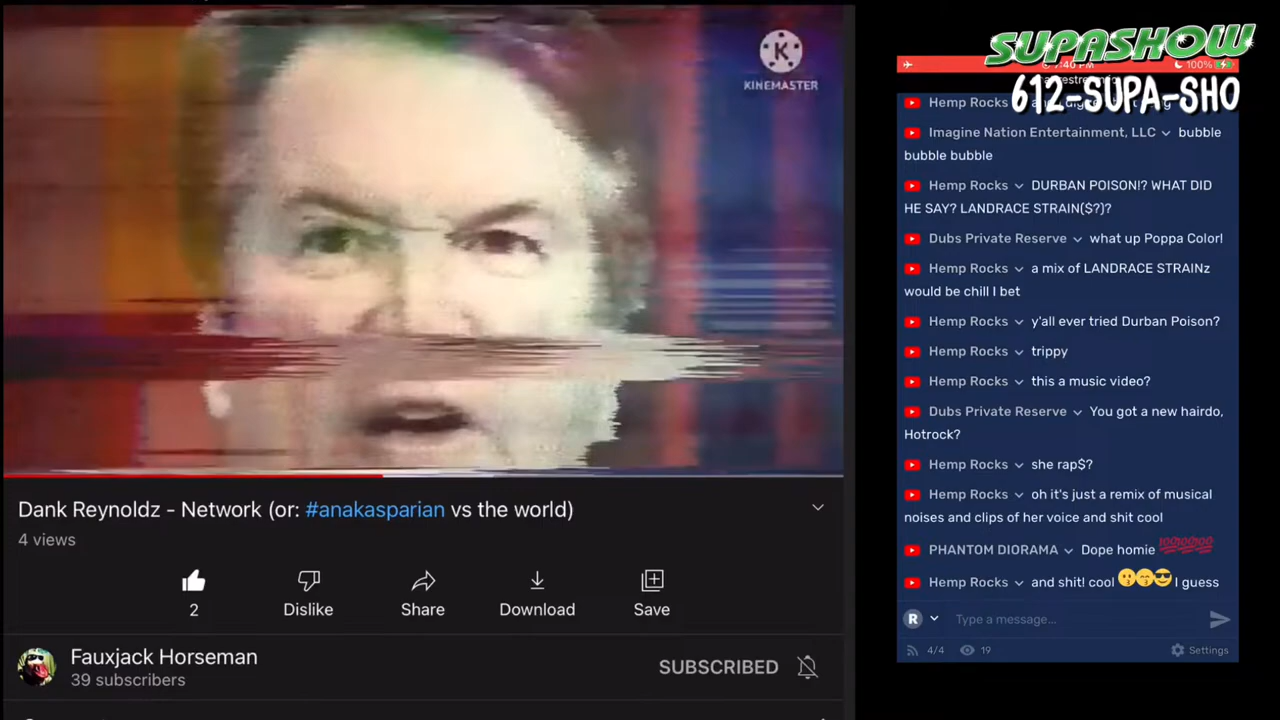 K
KINEMASTER
Dank Reynoldz - Network (or: #anakasparian vs the world)
4 views
2
Dislike
Share
Download
Save
Fauxjack Horseman
39 subscribers
SUBSCRIBED
SUPASHOW
7:40 PM
100%
612-SUPA-SHO
Hemp Rocks
Imagine Nation Entertainment, LLC bubble
bubble bubble
Hemp Rocks DURBAN POISON!? WHAT DID
HE SAY? LANDRACE STRAIN($?)?
Dubs Private Reserve what up Poppa Color!
Hemp Rocks a mix of LANDRACE STRAINz
would be chill I bet
Hemp Rocks y'all ever tried Durban Poison?
Hemp Rocks trippy
Hemp Rocks this a music video?
Dubs Private Reserve You got a new hairdo,
Hotrock?
Hemp Rocks she rap$?
Hemp Rocks oh it's just a remix of musical
noises and clips of her voice and shit cool
PHANTOM DIORAMA Dope homie 💯💯💯
Hemp Rocks and shit! cool 😗😙😎 I guess
R Type a message...
4/4 19 Settings